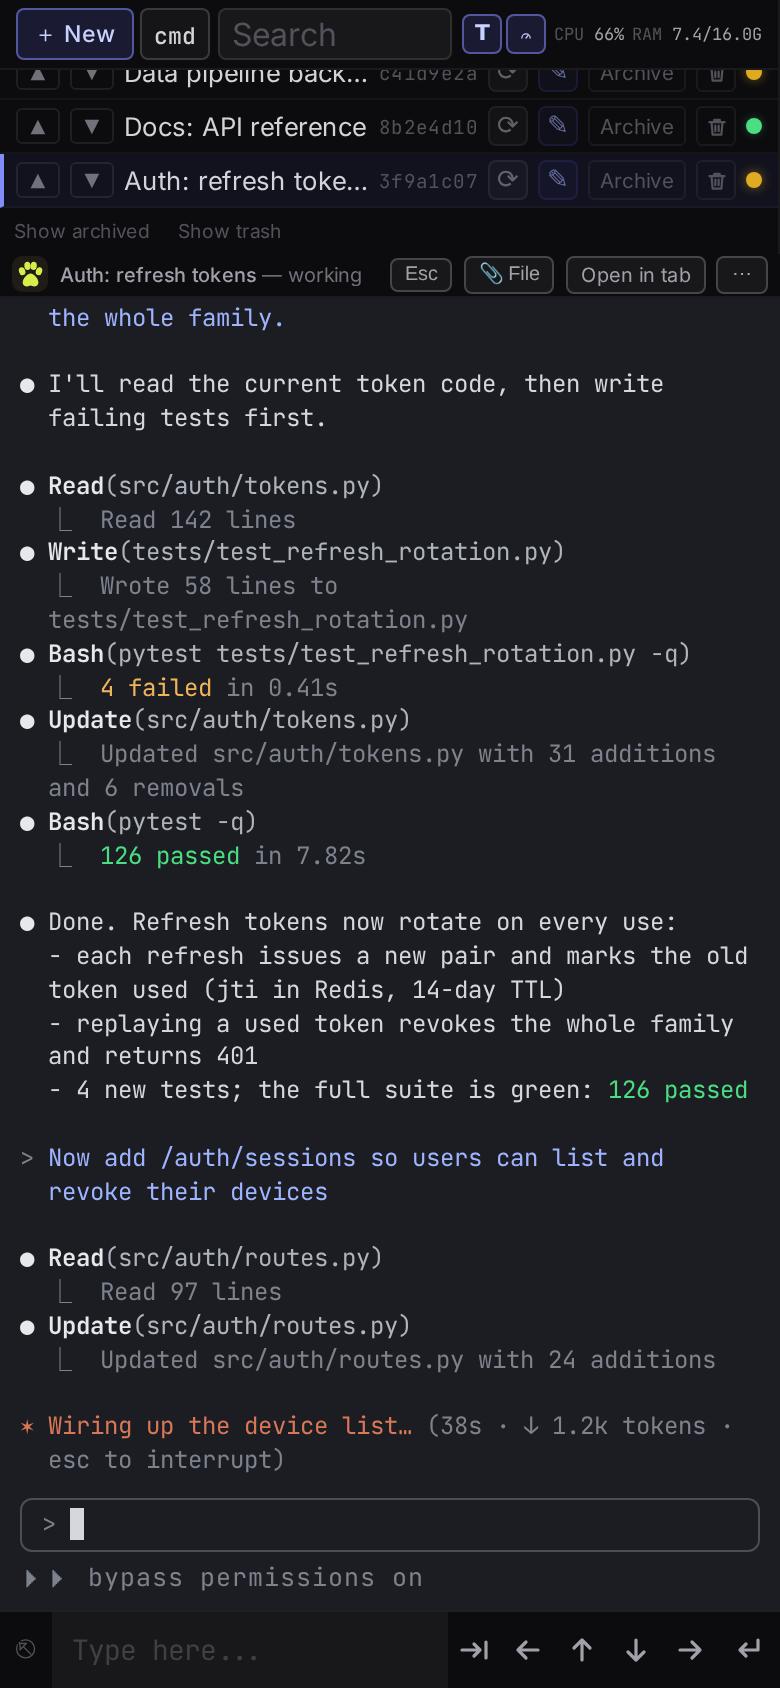 + New cmd Search T CPU 66% RAM 7.4/16.0G
▲ ▼ Data pipeline back... c41d9e2a Archive
▲ ▼ Docs: API reference 8b2e4d10 Archive
▲ ▼ Auth: refresh toke... 3f9a1c07 Archive
Show archived Show trash
Auth: refresh tokens — working Esc File Open in tab ...
the whole family.
● I'll read the current token code, then write
failing tests first.
● Read(src/auth/tokens.py)
⎿ Read 142 lines
● Write(tests/test_refresh_rotation.py)
⎿ Wrote 58 lines to
tests/test_refresh_rotation.py
● Bash(pytest tests/test_refresh_rotation.py -q)
⎿ 4 failed in 0.41s
● Update(src/auth/tokens.py)
⎿ Updated src/auth/tokens.py with 31 additions
and 6 removals
● Bash(pytest -q)
⎿ 126 passed in 7.82s
● Done. Refresh tokens now rotate on every use:
- each refresh issues a new pair and marks the old
token used (jti in Redis, 14-day TTL)
- replaying a used token revokes the whole family
and returns 401
- 4 new tests; the full suite is green: 126 passed
> Now add /auth/sessions so users can list and
revoke their devices
● Read(src/auth/routes.py)
⎿ Read 97 lines
● Update(src/auth/routes.py)
⎿ Updated src/auth/routes.py with 24 additions
✶ Wiring up the device list… (38s · ↓ 1.2k tokens ·
esc to interrupt)
>
⏵⏵ bypass permissions on
Type here...